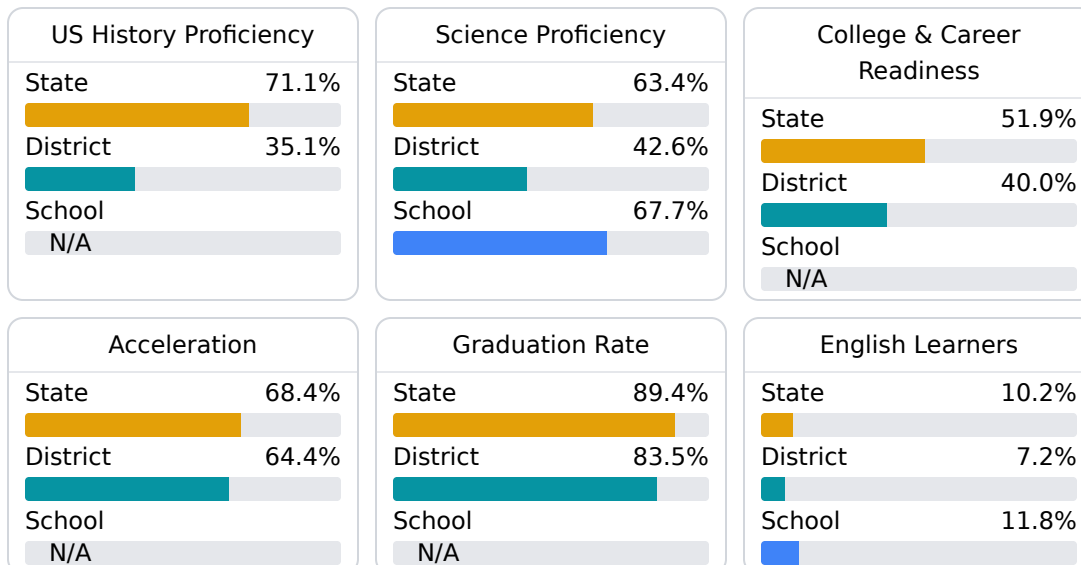 US History Proficiency
State 71.1%
District 35.1%
School
N/A
Science Proficiency
State 63.4%
District 42.6%
School 67.7%
College & Career
Readiness
State 51.9%
District 40.0%
School
N/A
Acceleration
State 68.4%
District 64.4%
School
N/A
Graduation Rate
State 89.4%
District 83.5%
School
N/A
English Learners
State 10.2%
District 7.2%
School 11.8%